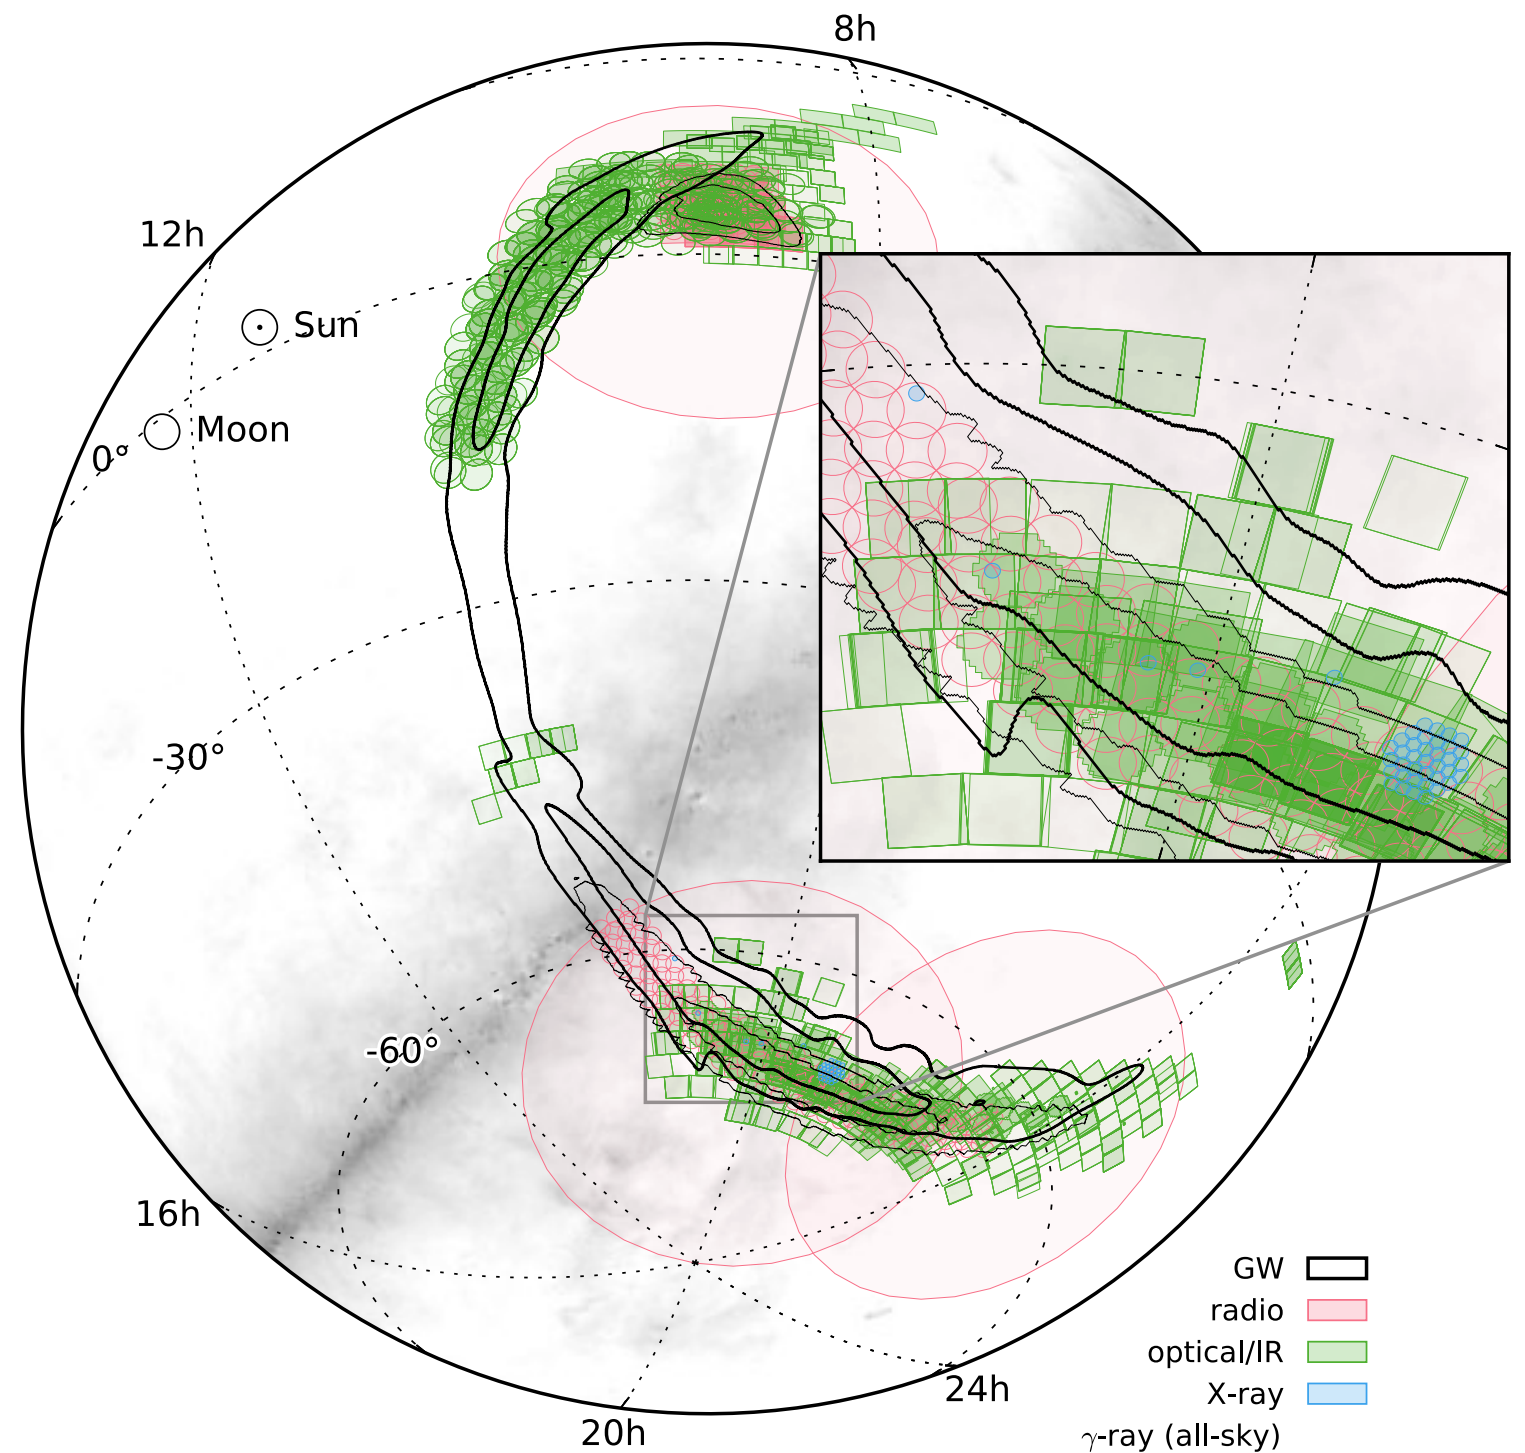 8h
12h
Sun
Moon
0°
-30°
-60°
16h
GW
radio
optical/IR
X-ray
24h
20h
γ-ray (all-sky)